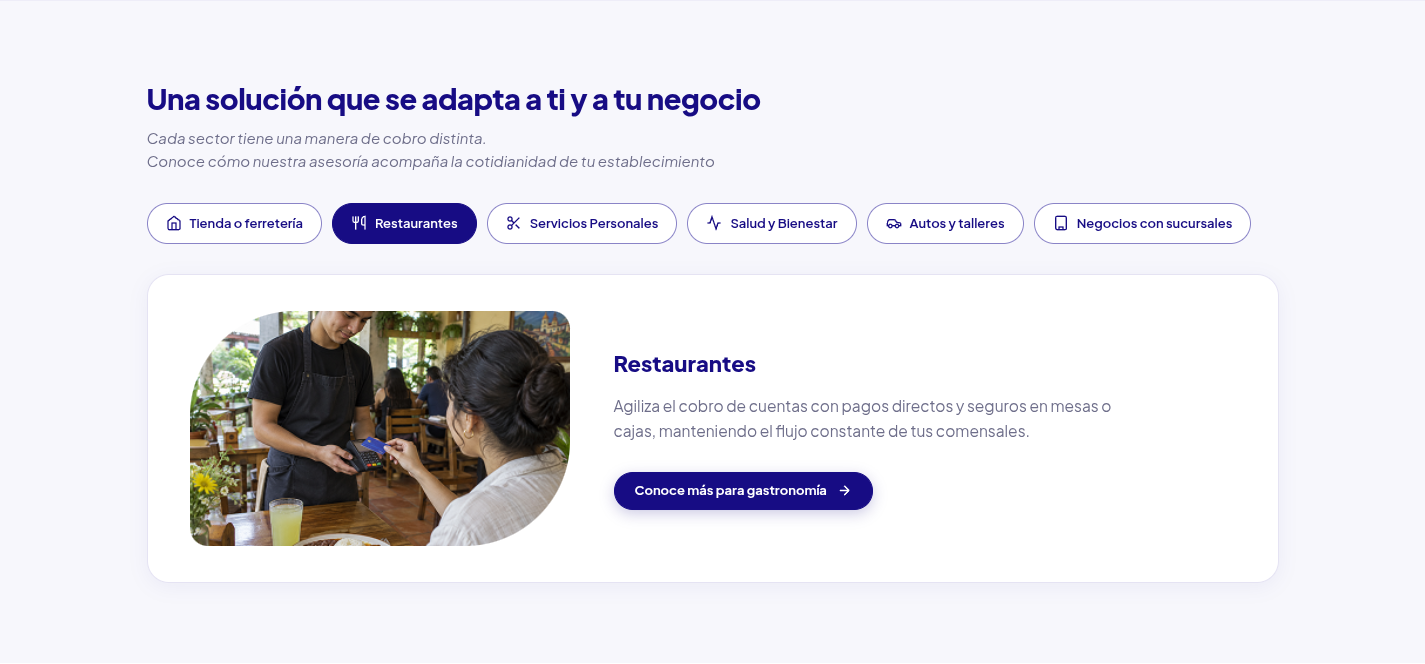 Una solución que se adapta a ti y a tu negocio
Cada sector tiene una manera de cobro distinta.
Conoce cómo nuestra asesoría acompaña la cotidianidad de tu establecimiento
Tienda o ferretería
Restaurantes
Servicios Personales
Salud y Bienestar
Autos y talleres
Negocios con sucursales
Restaurantes
Agiliza el cobro de cuentas con pagos directos y seguros en mesas o
cajas, manteniendo el flujo constante de tus comensales.
Conoce más para gastronomía